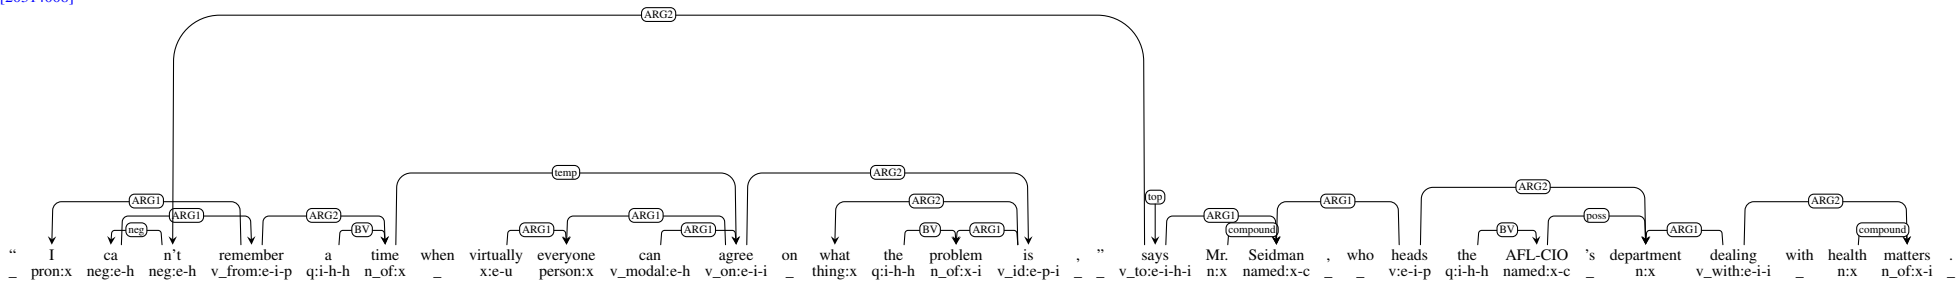 ARG2
temp ARG2
top ARG2
ARG1 ARG2 ARG1 ARG2
ARG1 ARG2 ARG1 ARG1 poss
neg BV ARG1 ARG1 BV ARG1 compound BV ARG1 compound
“ I ca n't remember a time when virtually everyone can agree on what the problem is , ” says Mr. Seidman , who heads the AFL-CIO 's department dealing with health matters .
_ pron:x neg:e-h neg:e-h v_from:e-i-p q:i-h-h n_of:x _ x:e-u person:x v_modal:e-h v_on:e-i-i _ thing:x q:i-h-h n_of:x-i v_id:e-p-i _ _ v_to:e-i-h-i n:x named:x-c _ _ v:e-i-p q:i-h-h named:x-c _ n:x v_with:e-i-i _ n:x n_of:x-i _